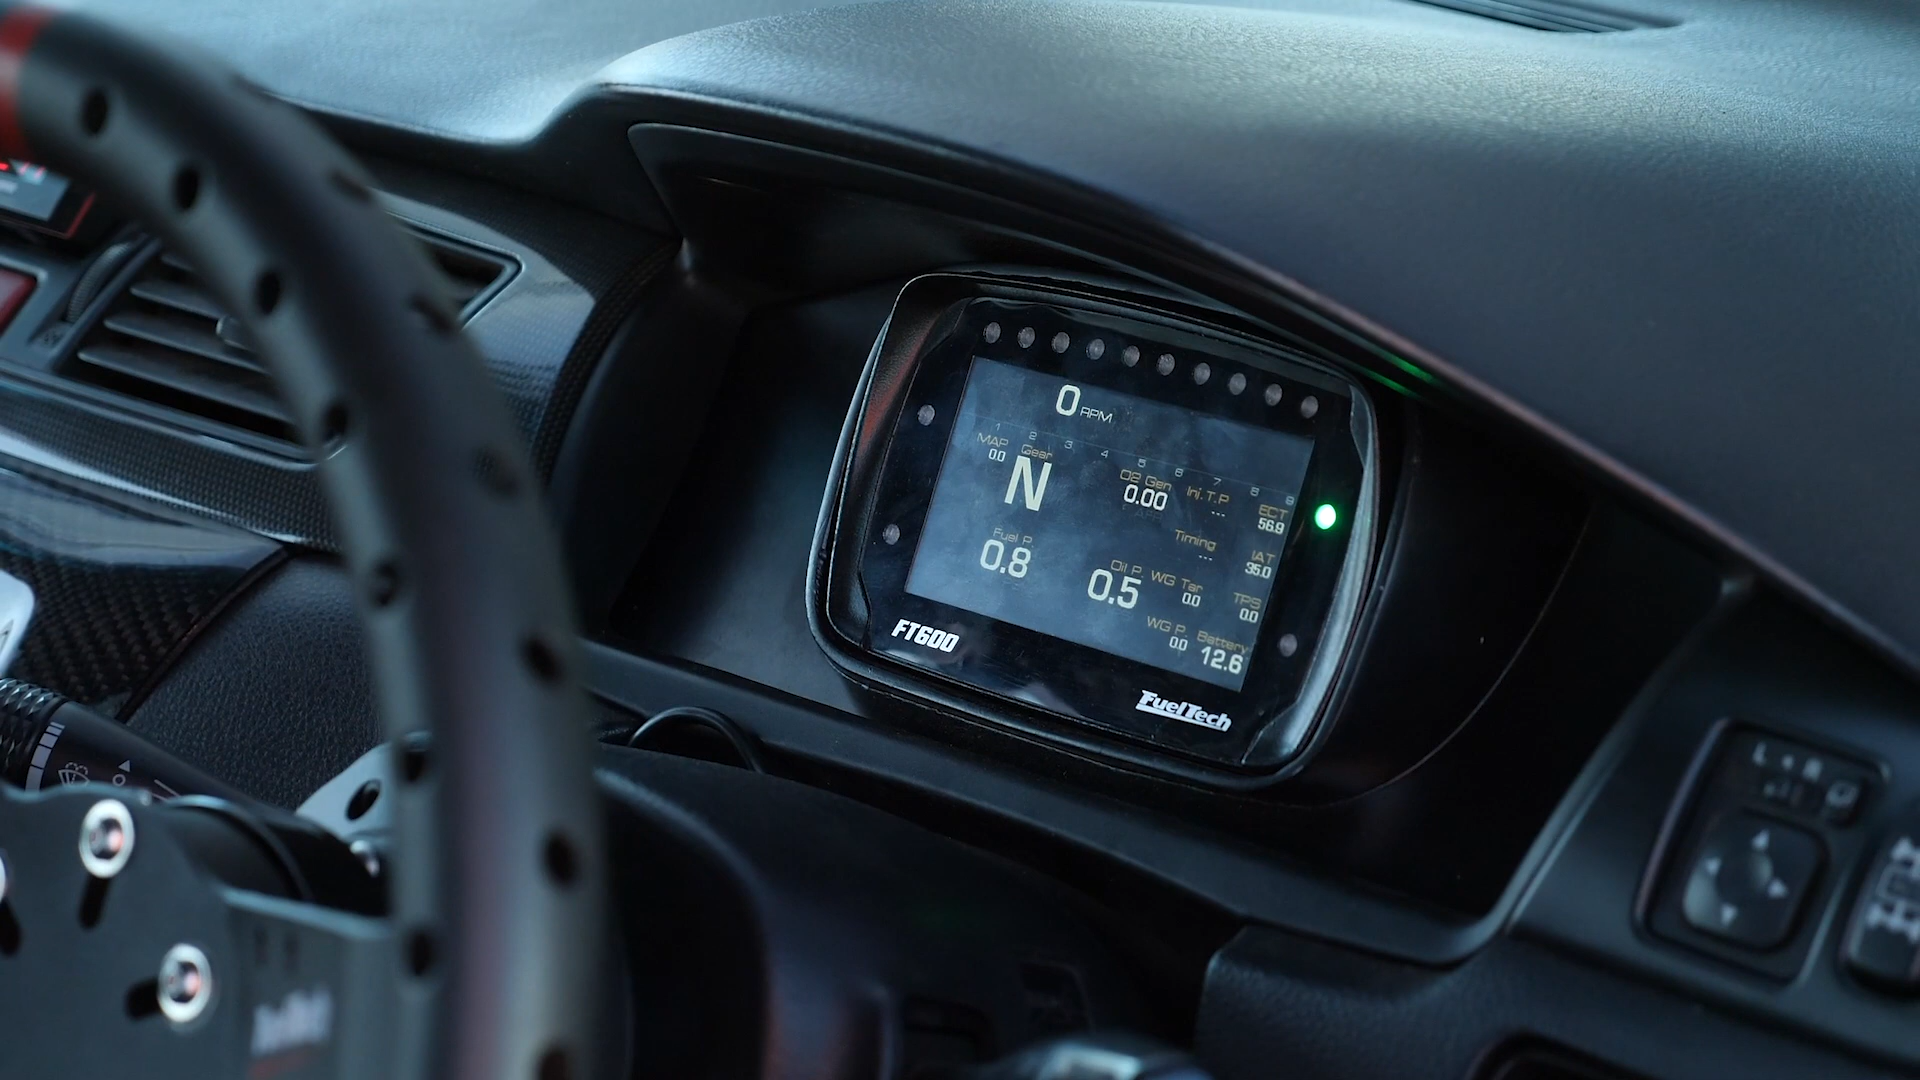 0 RPM
1 2 3 4 5 6 7 8 9
MAP
0.0
Gear
N
O2 Gen
0.00
Inj. T.P
---
ECT
56.9
Timing
---
IAT
35.0
Fuel P.
0.8
Oil P.
0.5
WG Tar
0.0
TPS
0.0
WG P.
0.0
Battery
12.6
FT600
FuelTech
L R